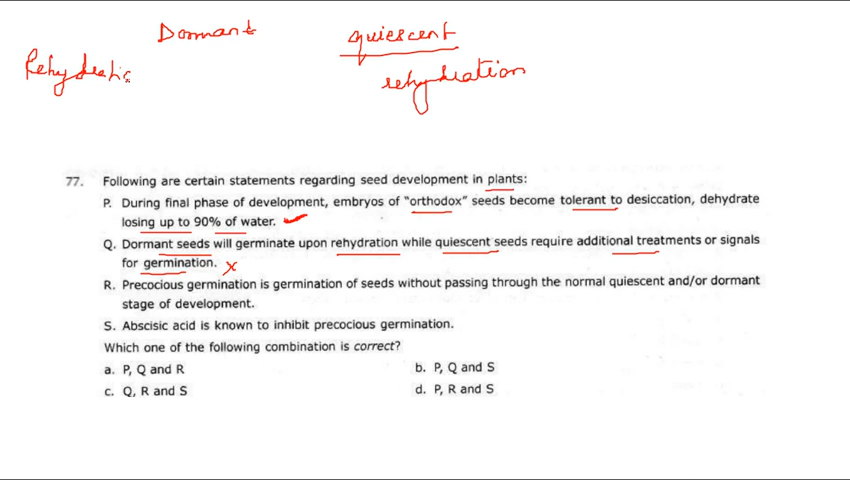 Dormant quiescent
Rehydratio rehydration
77. Following are certain statements regarding seed development in plants:
P. During final phase of development, embryos of "orthodox" seeds become tolerant to desiccation, dehydrate
losing up to 90% of water.
Q. Dormant seeds will germinate upon rehydration while quiescent seeds require additional treatments or signals
for germination. x
R. Precocious germination is germination of seeds without passing through the normal quiescent and/or dormant
stage of development.
S. Abscisic acid is known to inhibit precocious germination.
Which one of the following combination is correct?
a. P, Q and R b. P, Q and S
c. Q, R and S d. P, R and S